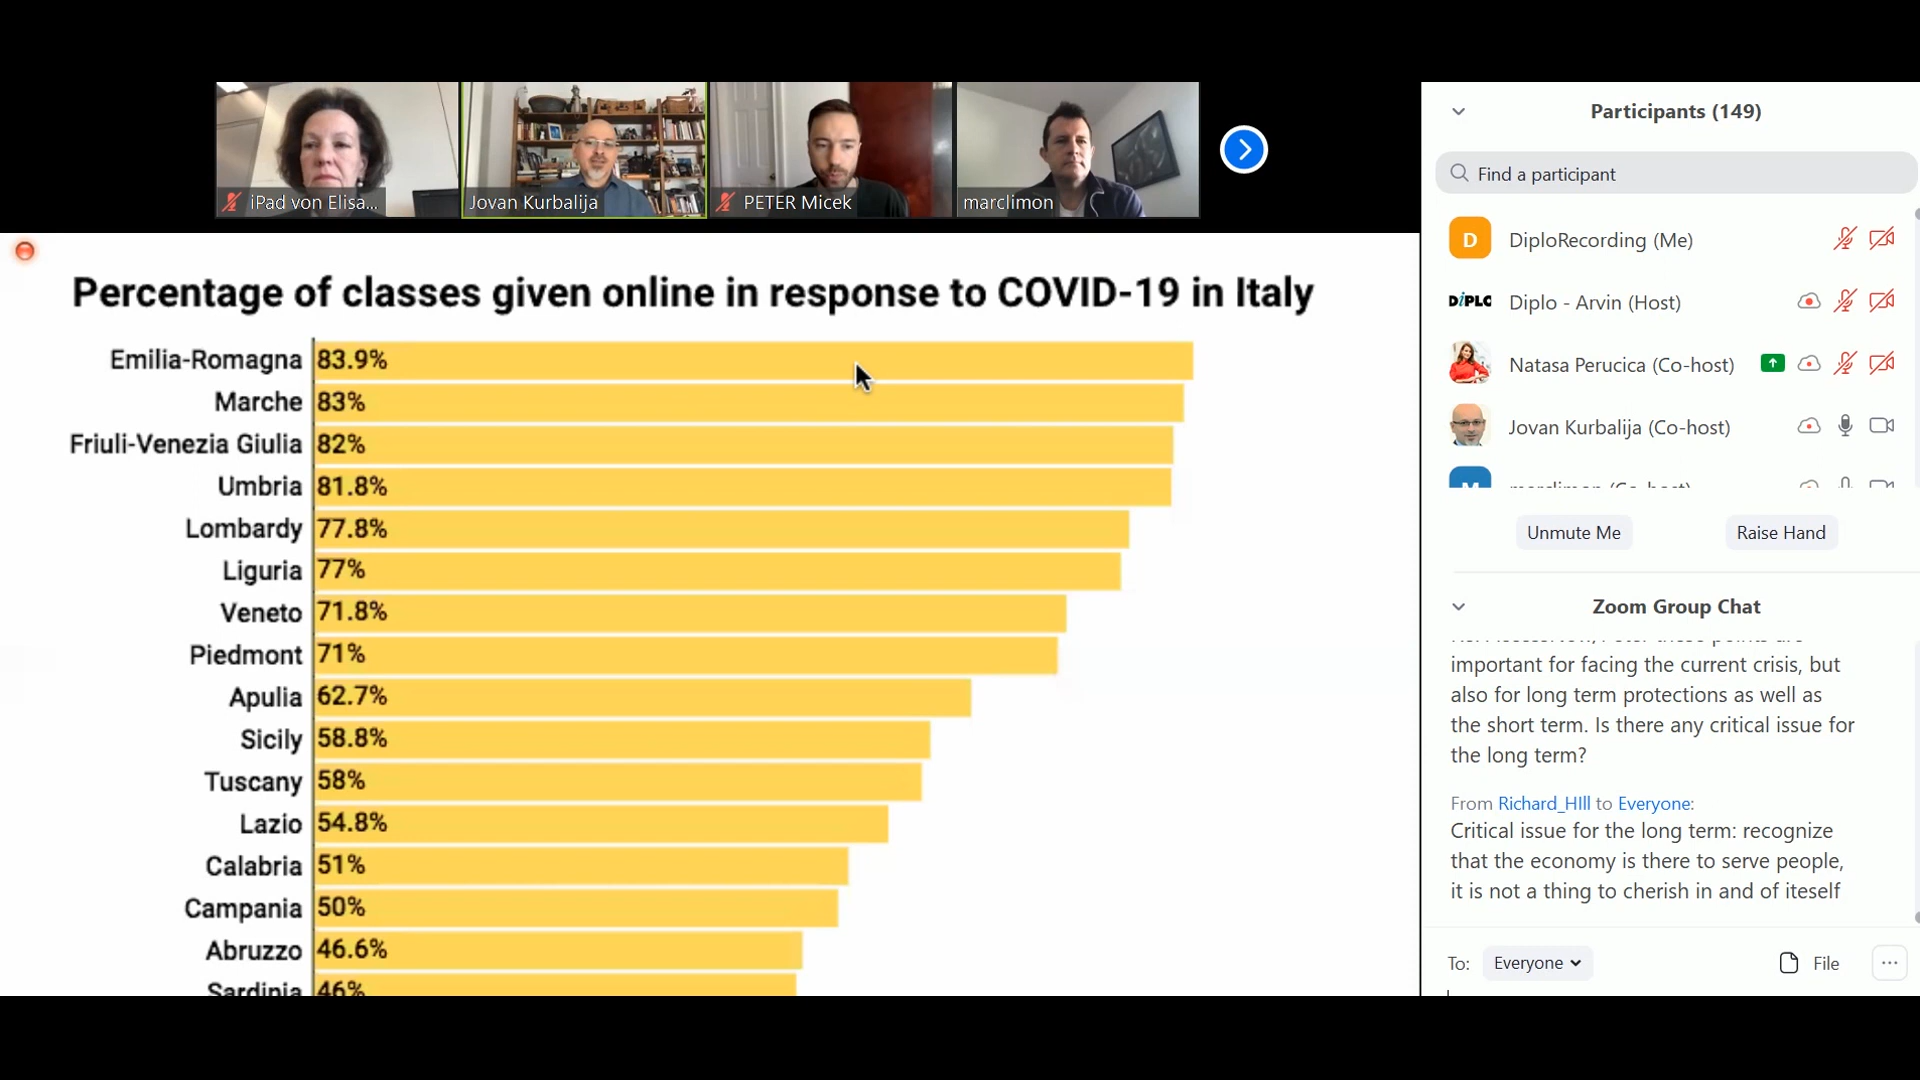 iPad von Elisa...
Jovan Kurbalija
PETER Micek
marclimon
Percentage of classes given online in response to COVID-19 in Italy
Emilia-Romagna 83.9%
Marche 83%
Friuli-Venezia Giulia 82%
Umbria 81.8%
Lombardy 77.8%
Liguria 77%
Veneto 71.8%
Piedmont 71%
Apulia 62.7%
Sicily 58.8%
Tuscany 58%
Lazio 54.8%
Calabria 51%
Campania 50%
Abruzzo 46.6%
Sardinia 46%
Participants (149)
Find a participant
D DiploRecording (Me)
DiPLO Diplo - Arvin (Host)
Natasa Perucica (Co-host)
Jovan Kurbalija (Co-host)
M marclimon (Co-host)
Unmute Me
Raise Hand
Zoom Group Chat
important for facing the current crisis, but
also for long term protections as well as
the short term. Is there any critical issue for
the long term?
From Richard_HIll to Everyone:
Critical issue for the long term: recognize
that the economy is there to serve people,
it is not a thing to cherish in and of iteself
To: Everyone
File